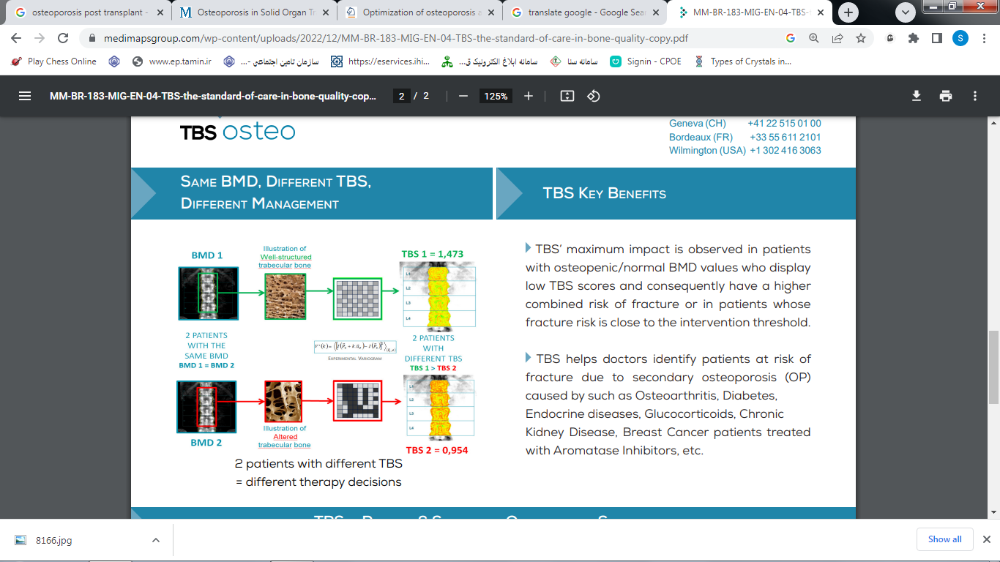 osteoporosis post transplant -
Osteoporosis in Solid Organ Tr
Optimization of osteoporosis a
translate google - Google Sear
MM-BR-183-MIG-EN-04-TBS-
medimapsgroup.com/wp-content/uploads/2022/12/MM-BR-183-MIG-EN-04-TBS-the-standard-of-care-in-bone-quality-copy.pdf
S
Play Chess Online
www.ep.tamin.ir
سازمان تامین اجتماعی -...
https://eservices.ihi...
سامانه ابلاغ الکترونیک ق...
سامانه سنا
Signin - CPOE
Types of Crystals in...
MM-BR-183-MIG-EN-04-TBS-the-standard-of-care-in-bone-quality-cop...
2 / 2
125%
TBS osteo
Geneva (CH) +41 22 515 01 00
Bordeaux (FR) +33 55 611 2101
Wilmington (USA) +1 302 416 3063
SAME BMD, DIFFERENT TBS,
DIFFERENT MANAGEMENT
BMD 1
Illustration of
Well-structured
trabecular bone
TBS 1 = 1,473
L1
L2
L3
L4
2 PATIENTS
WITH THE
SAME BMD
BMD 1 = BMD 2
EXPERIMENTAL VARIOGRAM
2 PATIENTS
WITH
DIFFERENT TBS
TBS 1 > TBS 2
L1
L2
L3
L4
BMD 2
Illustration of
Altered
trabecular bone
TBS 2 = 0,954
2 patients with different TBS
= different therapy decisions
TBS KEY BENEFITS
TBS' maximum impact is observed in patients
with osteopenic/normal BMD values who display
low TBS scores and consequently have a higher
combined risk of fracture or in patients whose
fracture risk is close to the intervention threshold.
TBS helps doctors identify patients at risk of
fracture due to secondary osteoporosis (OP)
caused by such as Osteoarthritis, Diabetes,
Endocrine diseases, Glucocorticoids, Chronic
Kidney Disease, Breast Cancer patients treated
with Aromatase Inhibitors, etc.
8166.jpg
Show all